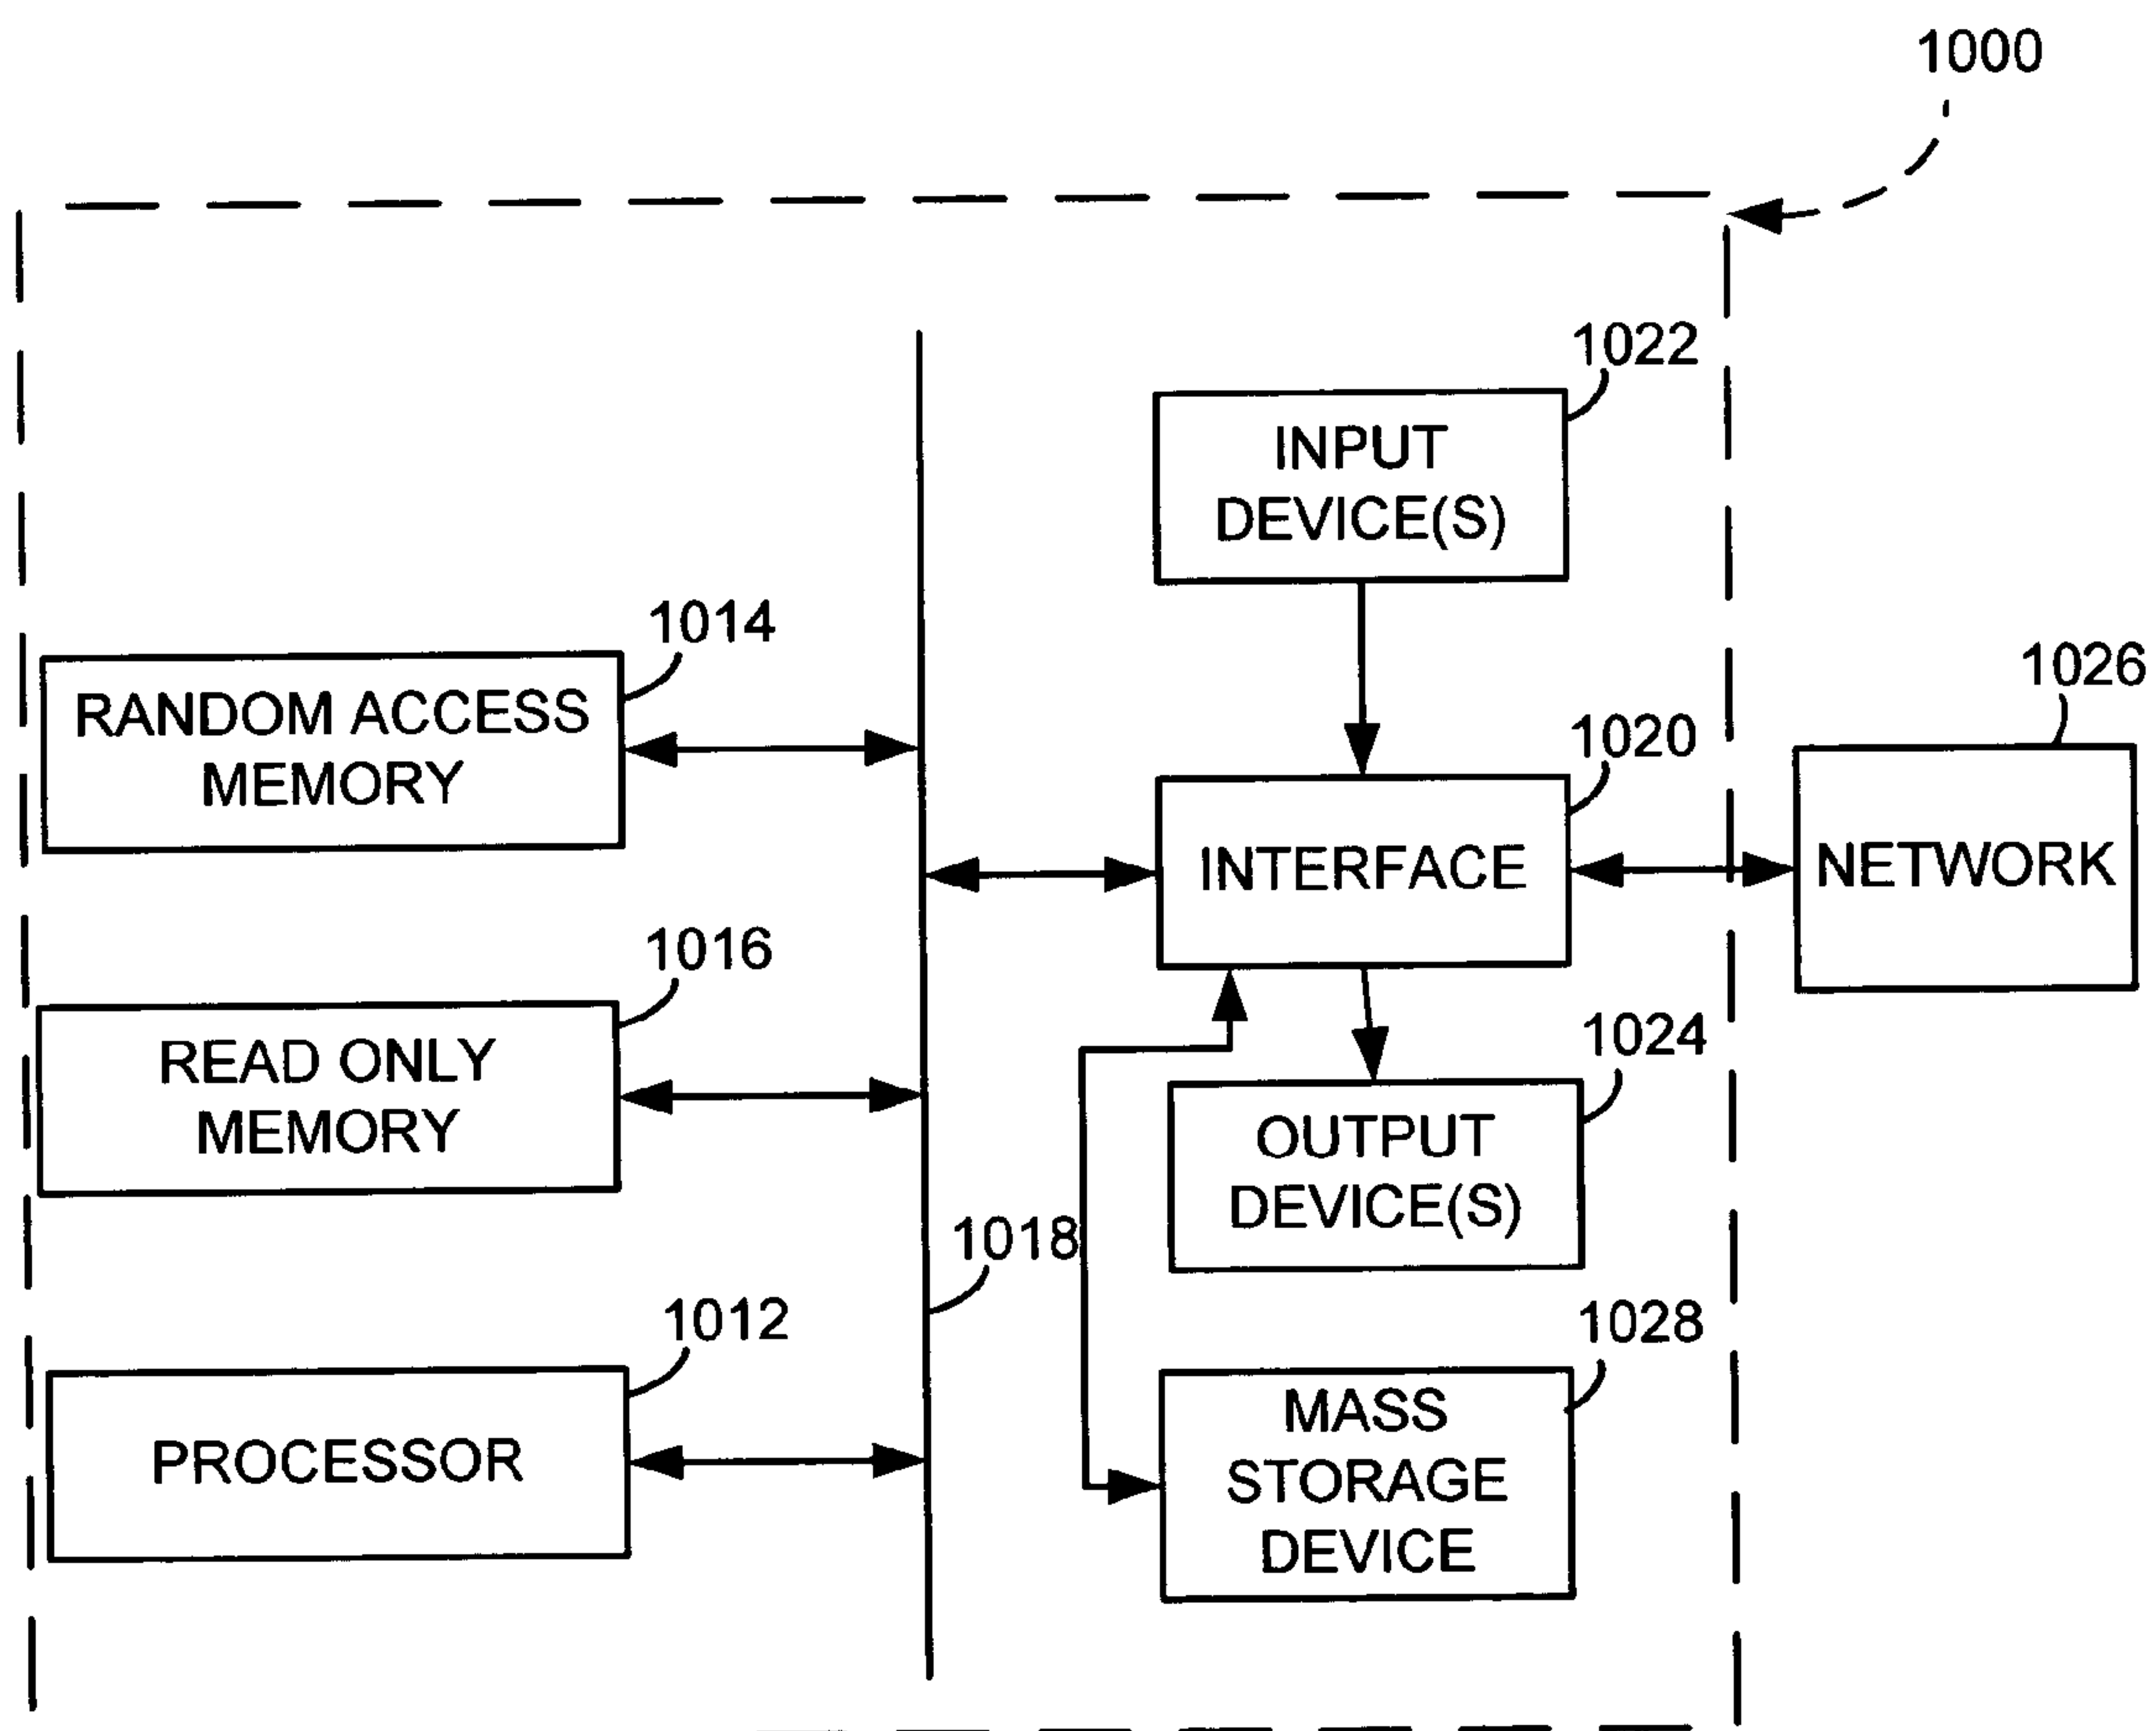 1000
1022
INPUT
DEVICE(S)
1014
RANDOM ACCESS
MEMORY
1026
1020
INTERFACE
NETWORK
1016
READ ONLY
MEMORY
1024
OUTPUT
DEVICE(S)
1018
1012
PROCESSOR
1028
MASS
STORAGE
DEVICE